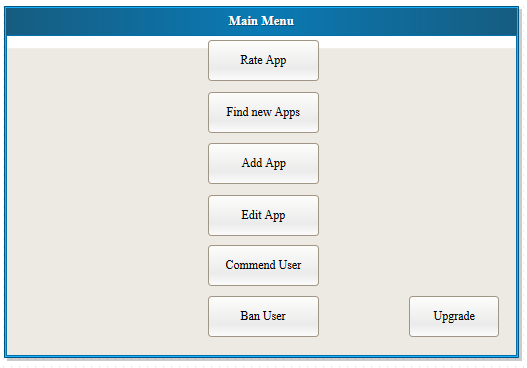 Main Menu
Rate App
Find new Apps
Add App
Edit App
Commend User
Ban User
Upgrade